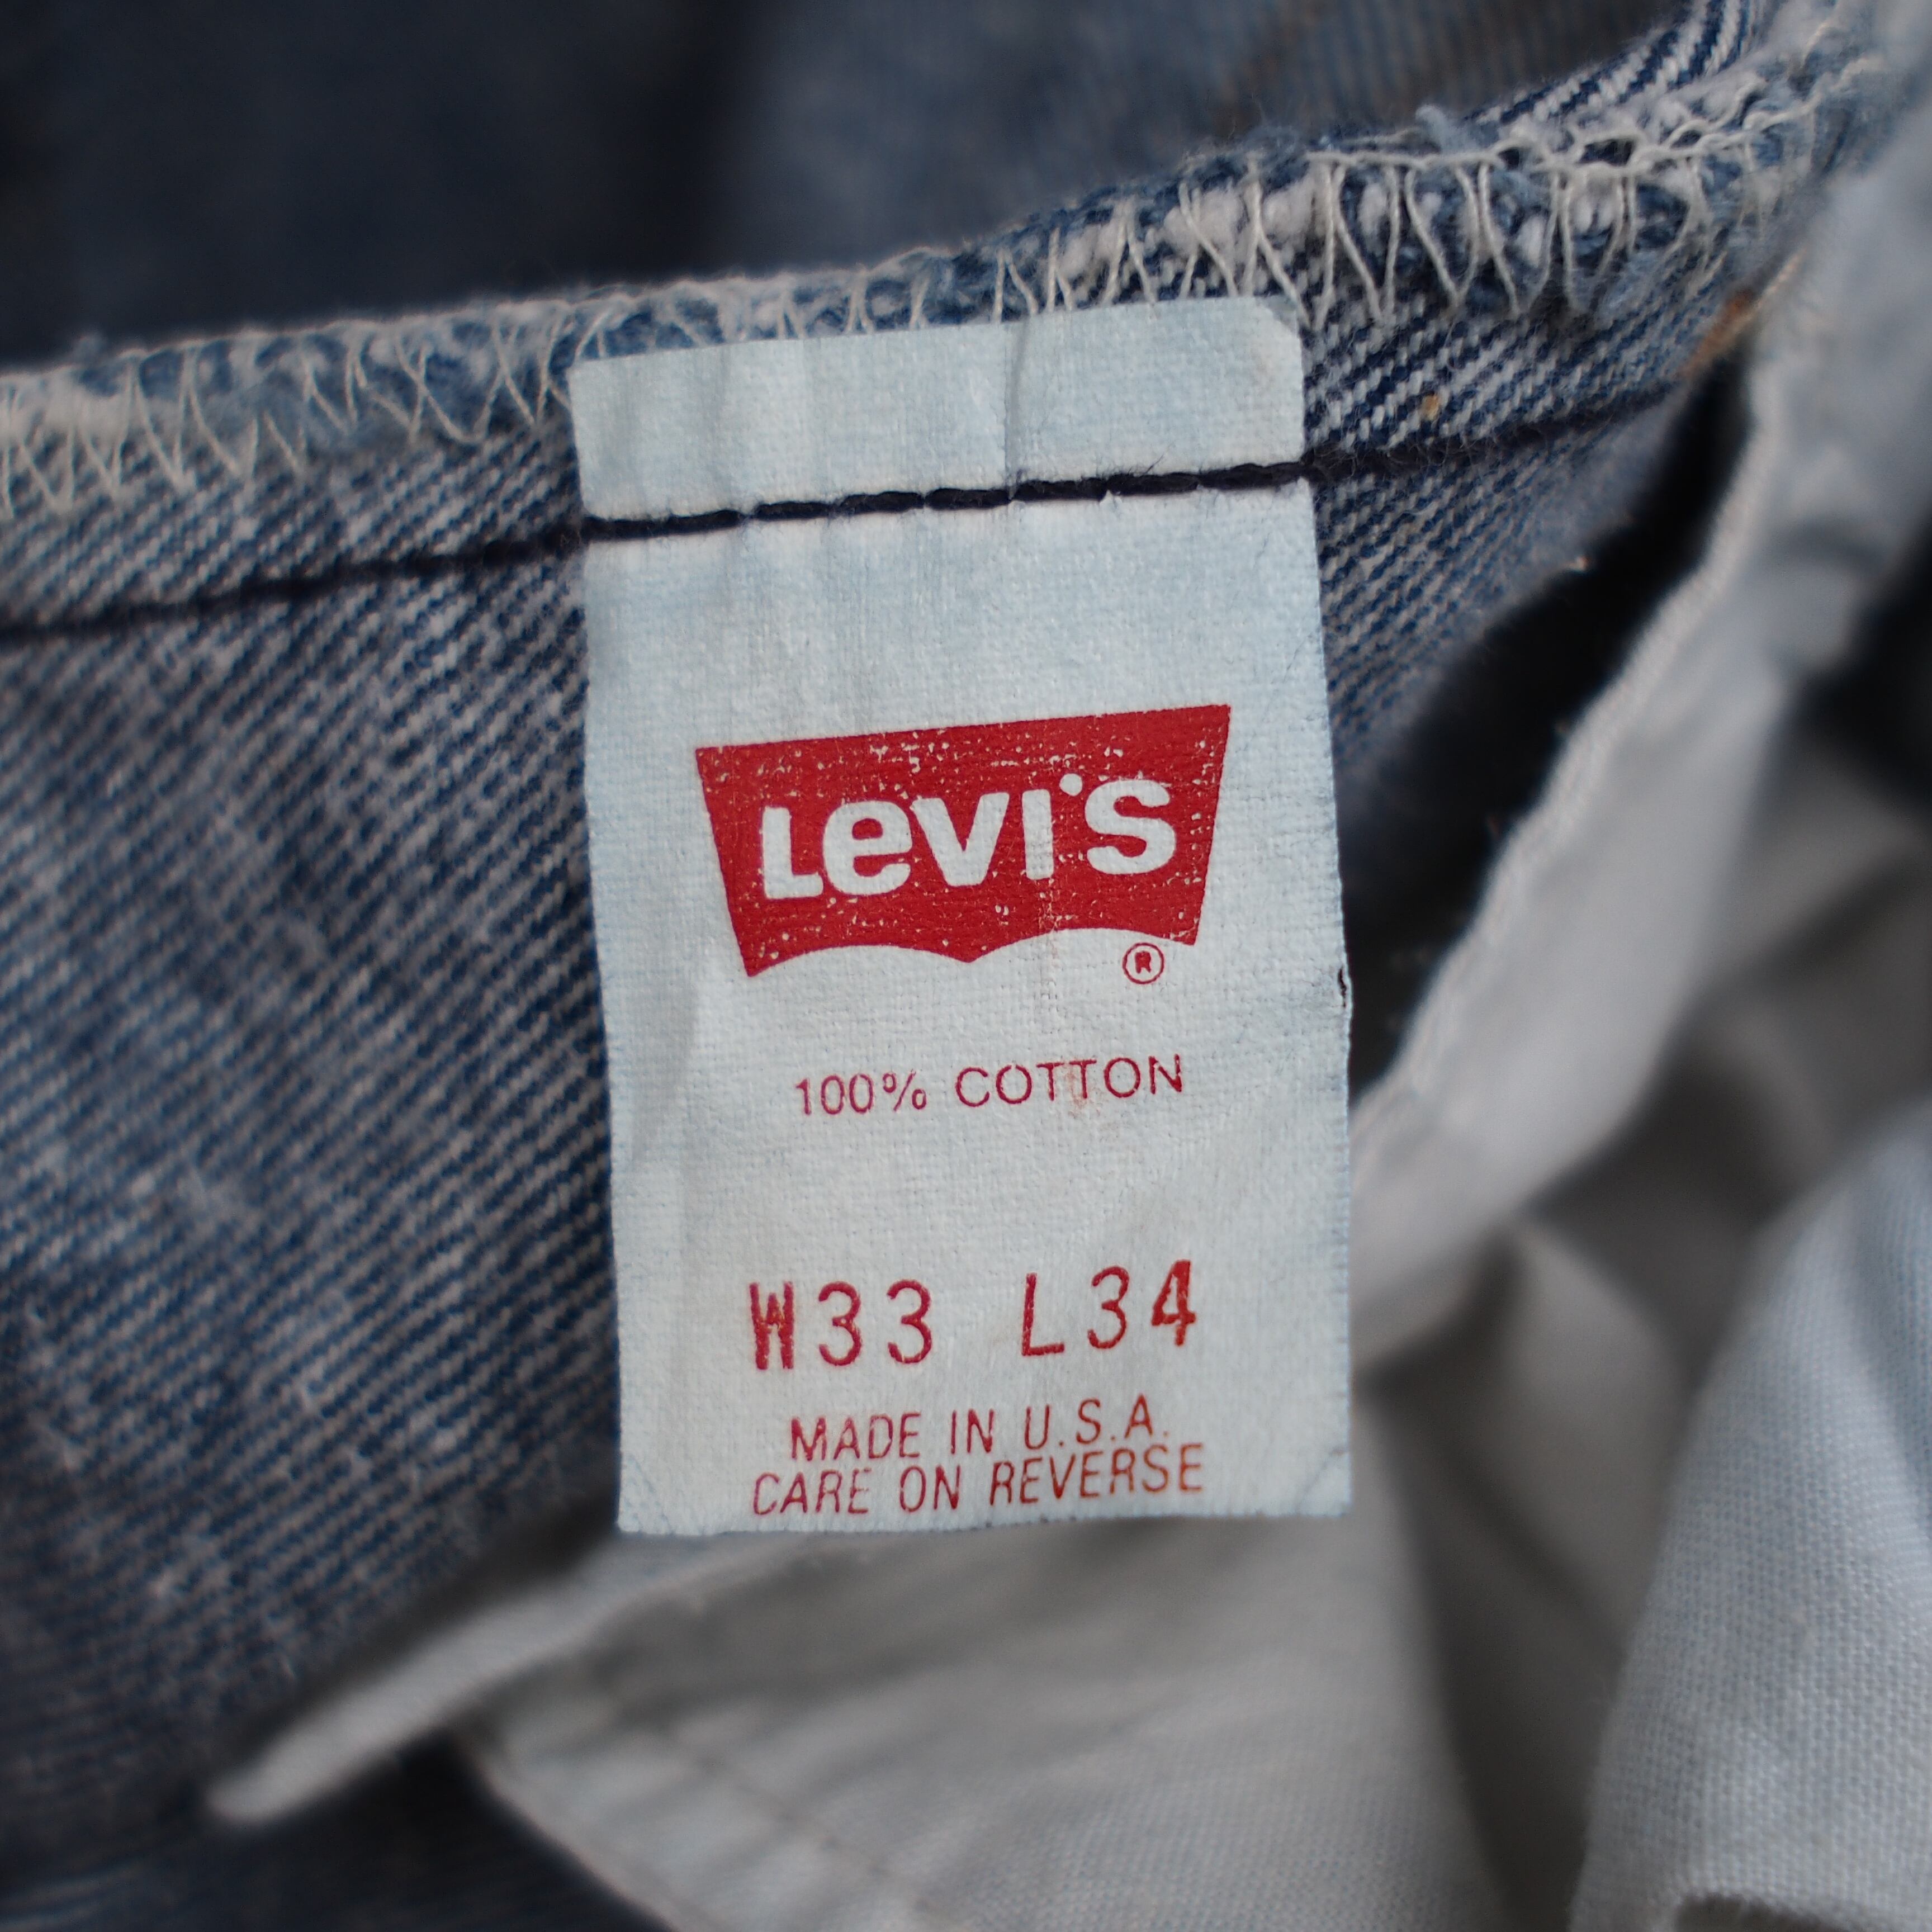 Levi's
®
100% COTTON
W33 L34
MADE IN U.S.A.
CARE ON REVERSE